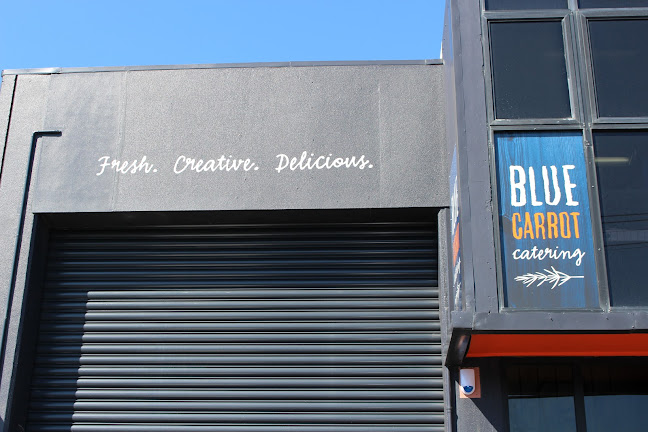 Fresh. Creative. Delicious.
BLUE
CARROT
catering